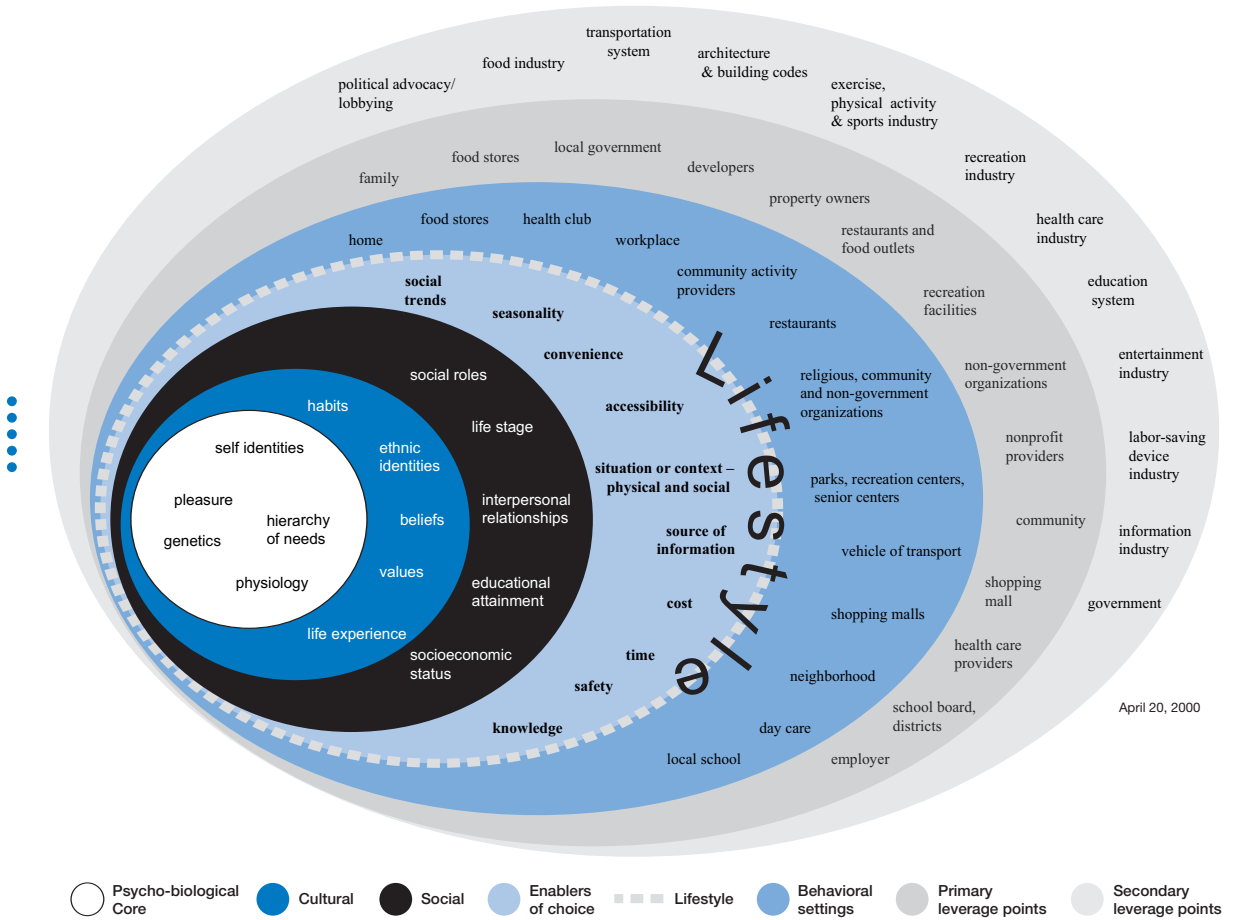 transportation
system
food industry
architecture
& building codes
political advocacy/
lobbying
exercise,
physical activity
& sports industry
recreation
industry
health care
industry
education
system
entertainment
industry
labor-saving
device
industry
information
industry
government
family
food stores
local government
developers
property owners
restaurants and
food outlets
recreation
facilities
non-government
organizations
nonprofit
providers
community
shopping
mall
health care
providers
school board,
districts
employer
home
food stores
health club
workplace
community activity
providers
restaurants
religious, community
and non-government
organizations
parks, recreation centers,
senior centers
vehicle of transport
shopping malls
neighborhood
day care
local school
Lifestyle
social
trends
seasonality
convenience
accessibility
situation or context –
physical and social
source of
information
cost
time
safety
knowledge
social roles
life stage
interpersonal
relationships
educational
attainment
socioeconomic
status
habits
ethnic
identities
beliefs
values
life experience
self identities
pleasure
hierarchy
of needs
genetics
physiology
April 20, 2000
Psycho-biological
Core
Cultural
Social
Enablers
of choice
Lifestyle
Behavioral
settings
Primary
leverage points
Secondary
leverage points